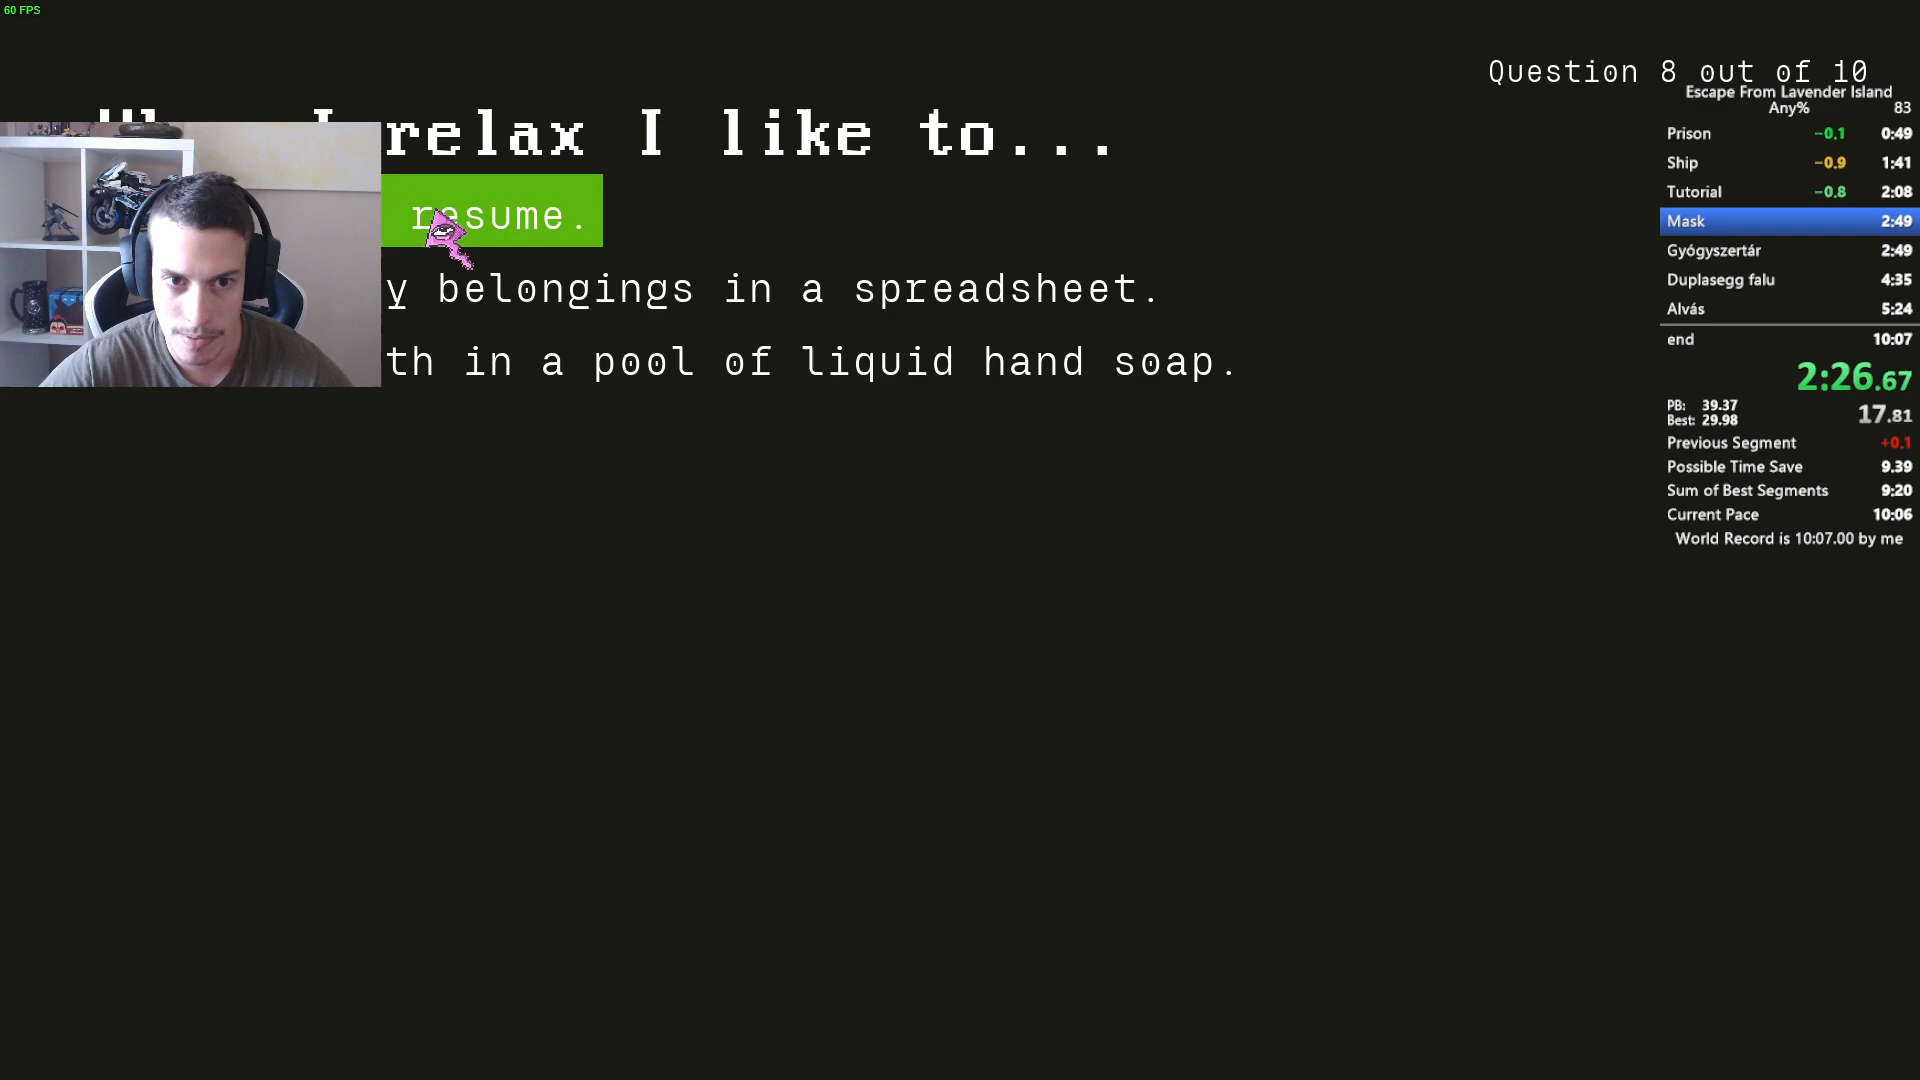 60 FPS
Question 8 out of 10
I relax I like to...
resume.
belongings in a spreadsheet.
in a pool of liquid hand soap.
Escape From Lavender Island
Any% 83
Prison −0.1 0:49
Ship −0.9 1:41
Tutorial −0.8 2:08
Mask 2:49
Gyógyszertár 2:49
Duplasegg falu 4:35
Alvás 5:24
end 10:07
2:26.67
PB: 39.37
Best: 29.98
17.81
Previous Segment +0.1
Possible Time Save 9.39
Sum of Best Segments 9:20
Current Pace 10:06
World Record is 10:07.00 by me